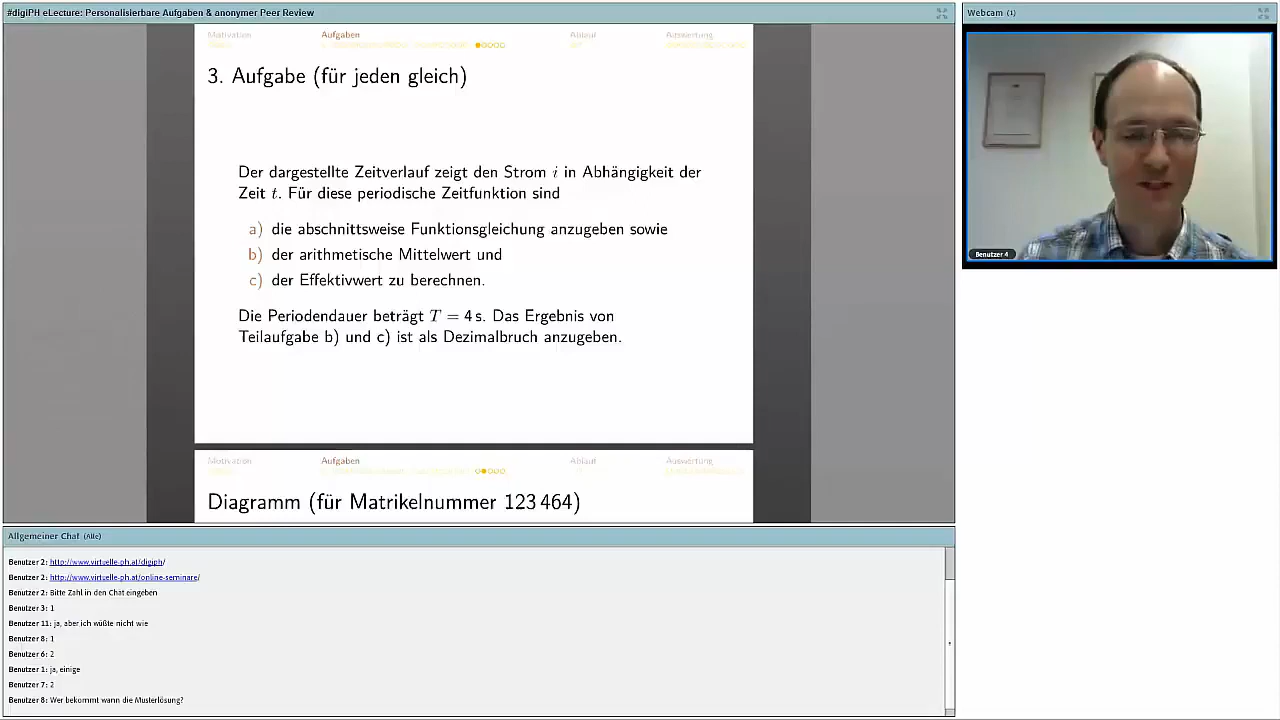 #digiPH eLecture: Personalisierbare Aufgaben & anonymer Peer Review
Webcam (1)
Motivation Aufgaben Ablauf Auswertung
3. Aufgabe (für jeden gleich)
Der dargestellte Zeitverlauf zeigt den Strom i in Abhängigkeit der
Zeit t. Für diese periodische Zeitfunktion sind
a) die abschnittsweise Funktionsgleichung anzugeben sowie
b) der arithmetische Mittelwert und
c) der Effektivwert zu berechnen.
Die Periodendauer beträgt T = 4 s. Das Ergebnis von
Teilaufgabe b) und c) ist als Dezimalbruch anzugeben.
Motivation Aufgaben Ablauf Auswertung
Diagramm (für Matrikelnummer 123 464)
Benutzer 4
Allgemeiner Chat (Alle)
Benutzer 2: http://www.virtuelle-ph.at/digiph/
Benutzer 2: http://www.virtuelle-ph.at/online-seminare/
Benutzer 2: Bitte Zahl in den Chat eingeben
Benutzer 3: 1
Benutzer 11: ja, aber ich wüßte nicht wie
Benutzer 8: 1
Benutzer 6: 2
Benutzer 1: ja, einige
Benutzer 7: 2
Benutzer 8: Wer bekommt wann die Musterlösung?